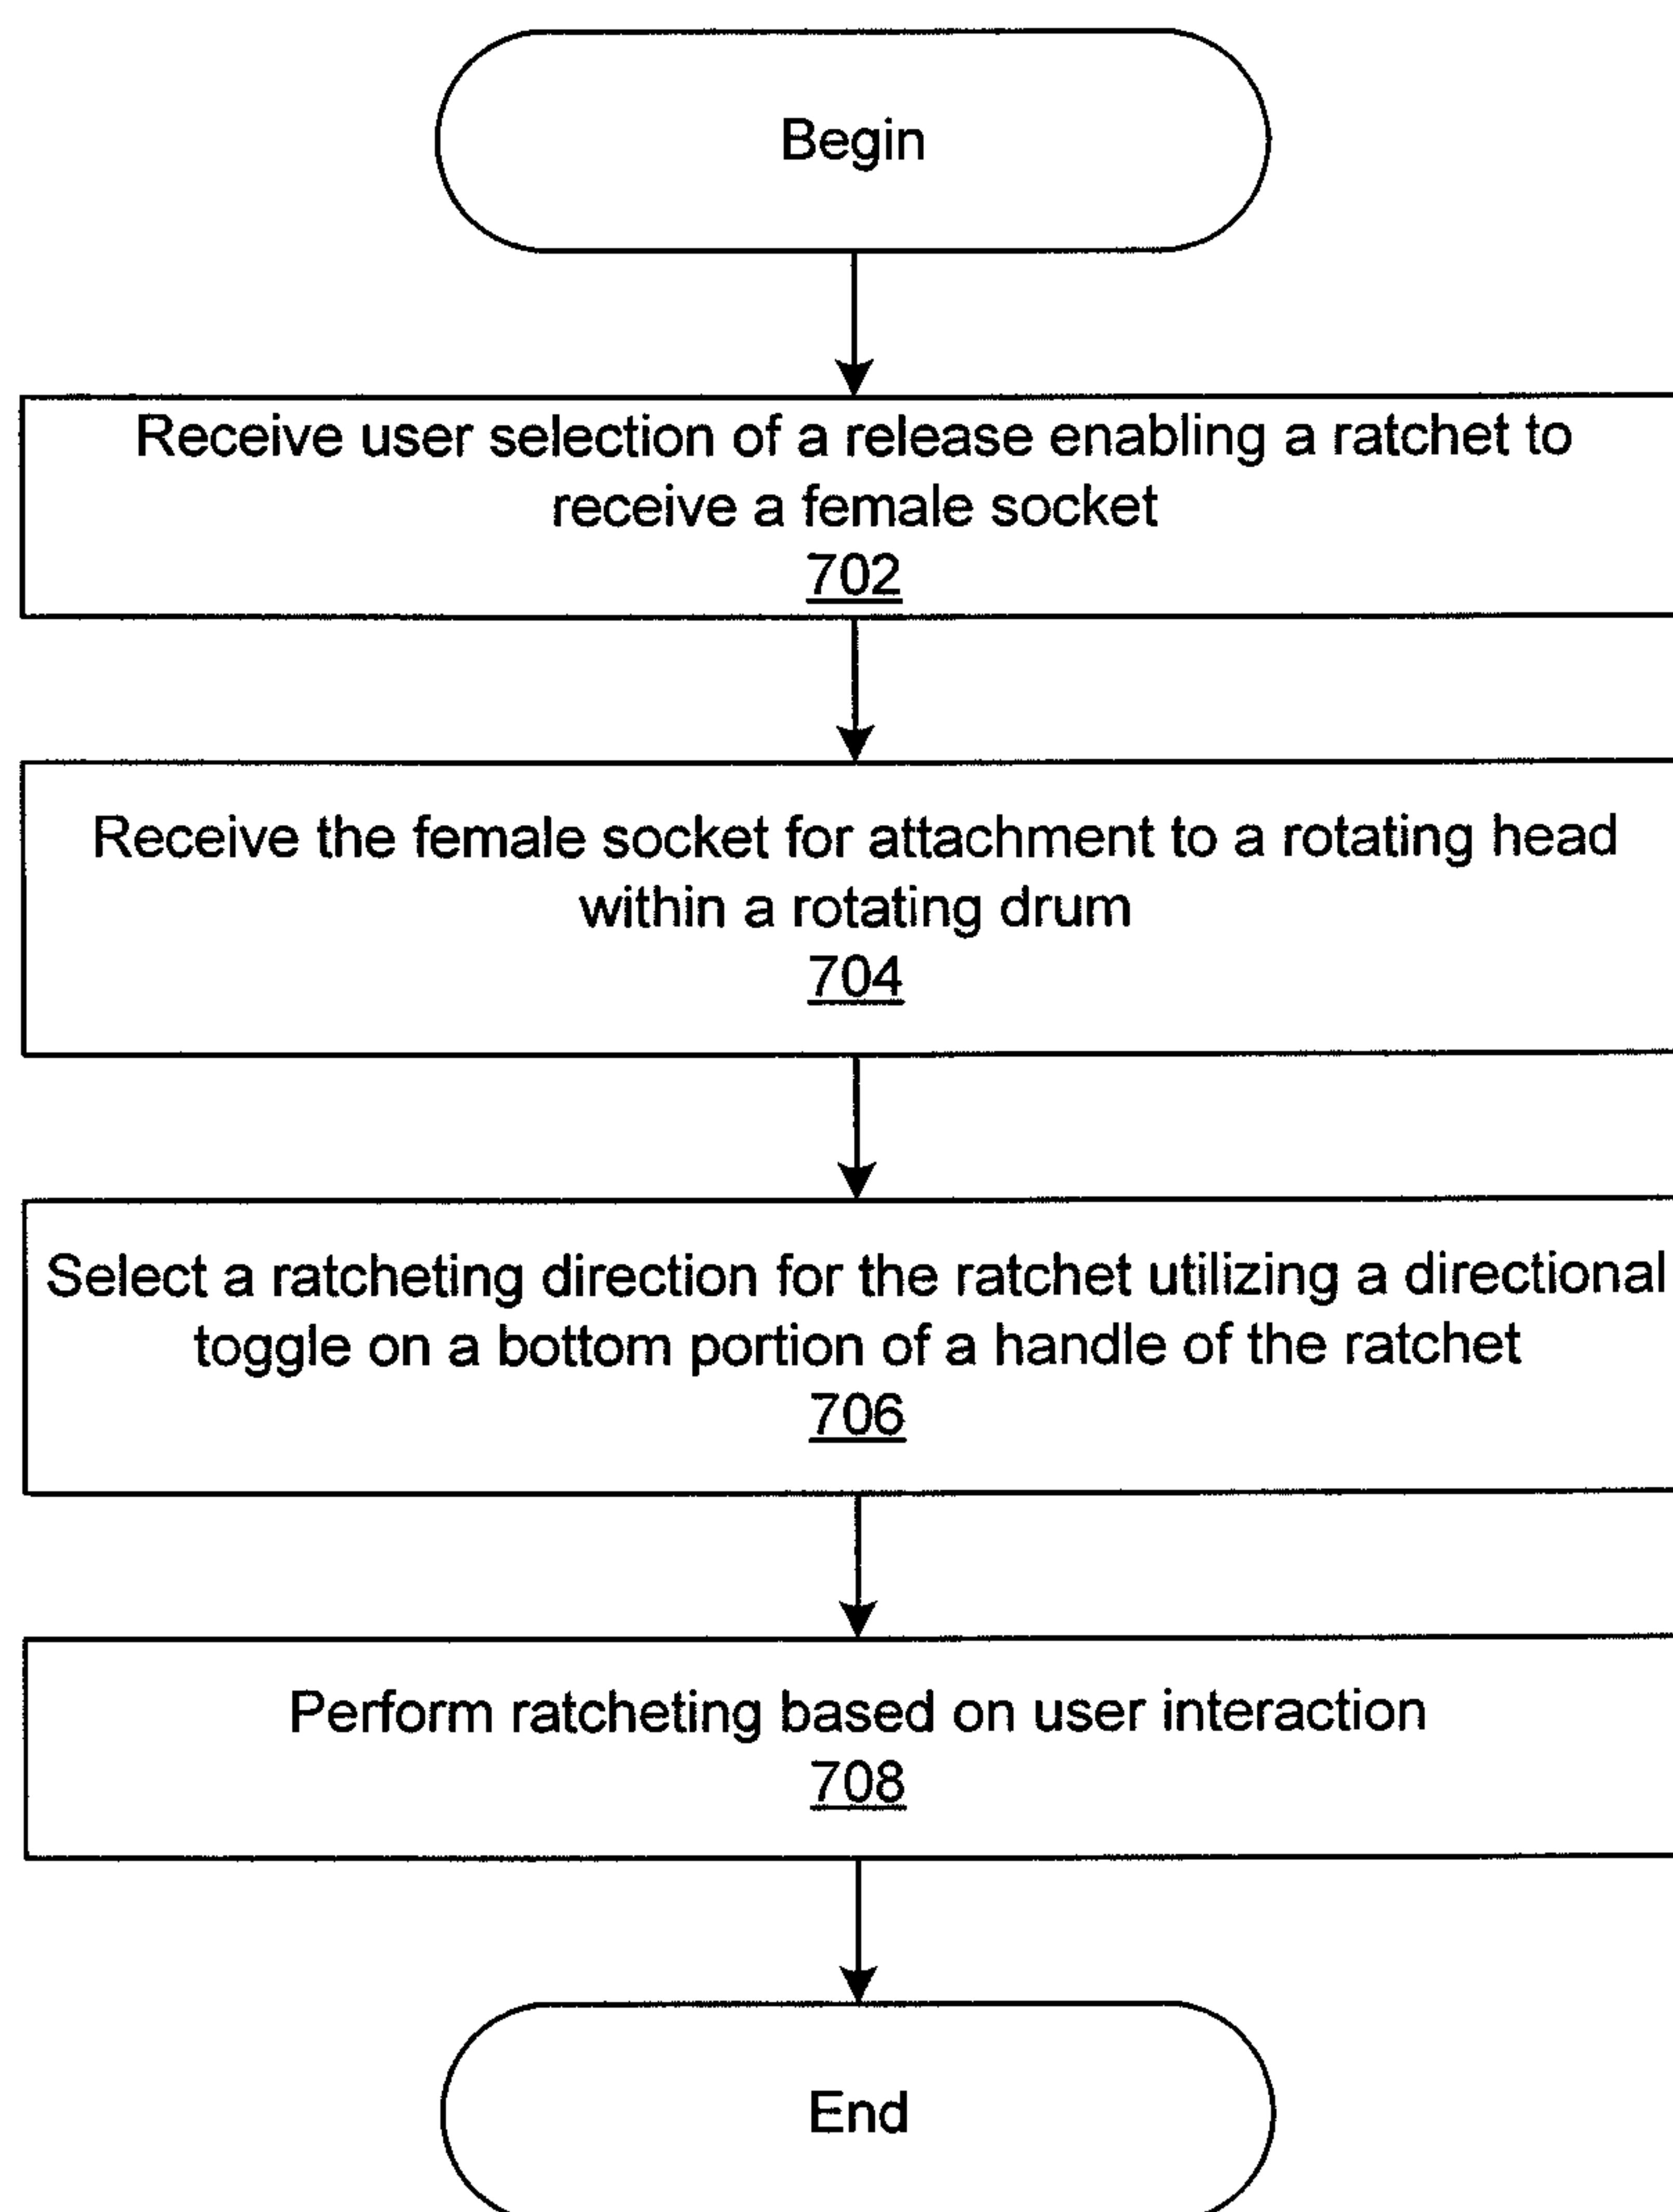 Begin
Receive user selection of a release enabling a ratchet to
receive a female socket
702
Receive the female socket for attachment to a rotating head
within a rotating drum
704
Select a ratcheting direction for the ratchet utilizing a directional
toggle on a bottom portion of a handle of the ratchet
706
Perform ratcheting based on user interaction
708
End